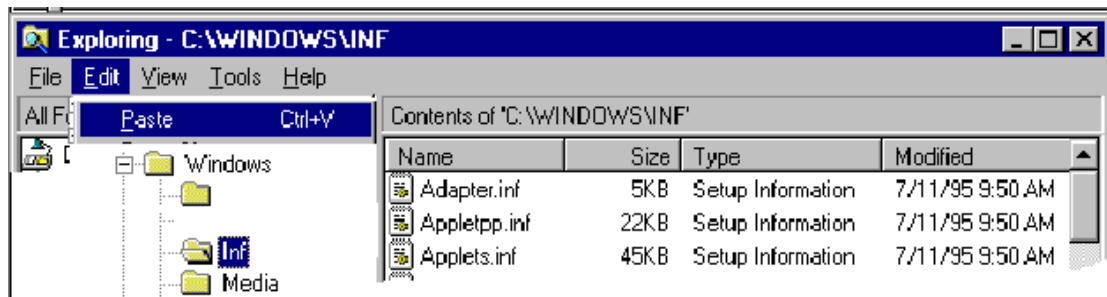 Exploring - C:\WINDOWS\INF
File Edit View Tools Help
All Fo
Paste Ctrl+V
Contents of 'C:\WINDOWS\INF'
Windows
Inf
Media
Name Size Type Modified
Adapter.inf 5KB Setup Information 7/11/95 9:50 AM
Appletpp.inf 22KB Setup Information 7/11/95 9:50 AM
Applets.inf 45KB Setup Information 7/11/95 9:50 AM